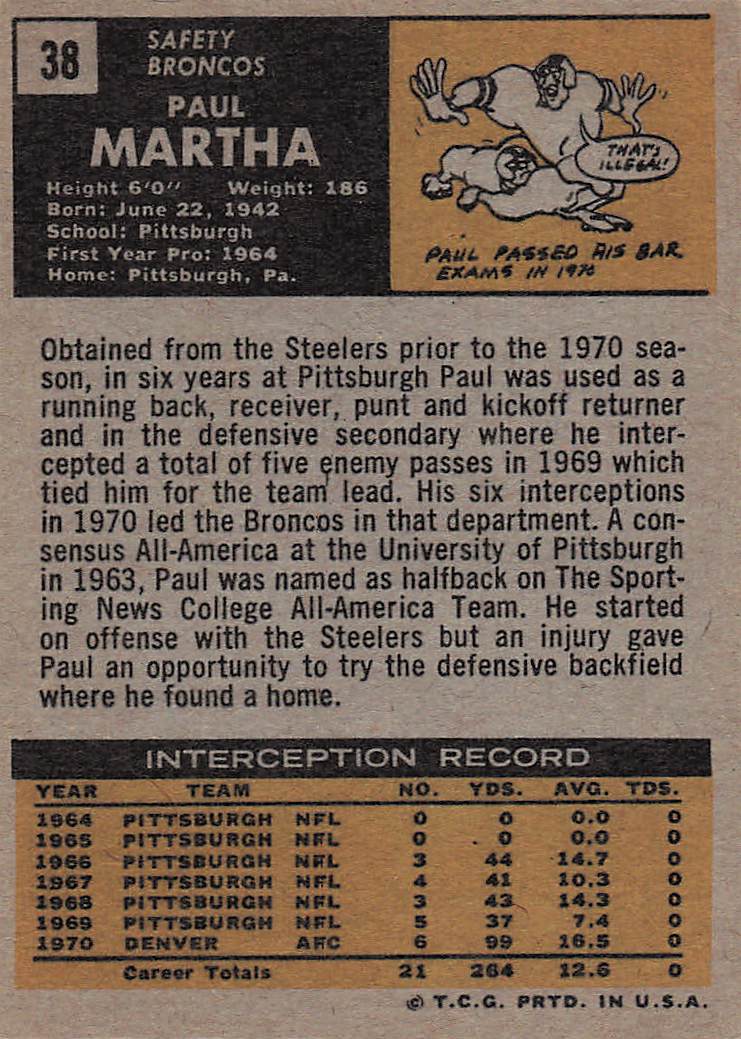 38
SAFETY
BRONCOS
PAUL
MARTHA
Height 6'0" Weight: 186
Born: June 22, 1942
School: Pittsburgh
First Year Pro: 1964
Home: Pittsburgh, Pa.
THAT'S
ILLEGAL!
PAUL PASSED HIS BAR
EXAMS IN 1970
Obtained from the Steelers prior to the 1970 sea-
son, in six years at Pittsburgh Paul was used as a
running back, receiver, punt and kickoff returner
and in the defensive secondary where he inter-
cepted a total of five enemy passes in 1969 which
tied him for the team lead. His six interceptions
in 1970 led the Broncos in that department. A con-
sensus All-America at the University of Pittsburgh
in 1963, Paul was named as halfback on The Sport-
ing News College All-America Team. He started
on offense with the Steelers but an injury gave
Paul an opportunity to try the defensive backfield
where he found a home.
INTERCEPTION RECORD
YEAR TEAM NO. YDS. AVG. TDS.
1964 PITTSBURGH NFL 0 0 0.0 0
1965 PITTSBURGH NFL 0 0 0.0 0
1966 PITTSBURGH NFL 3 44 14.7 0
1967 PITTSBURGH NFL 4 41 10.3 0
1968 PITTSBURGH NFL 3 43 14.3 0
1969 PITTSBURGH NFL 5 37 7.4 0
1970 DENVER AFC 6 99 16.5 0
Career Totals 21 264 12.6 0
© T.C.G. PRTD. IN U.S.A.